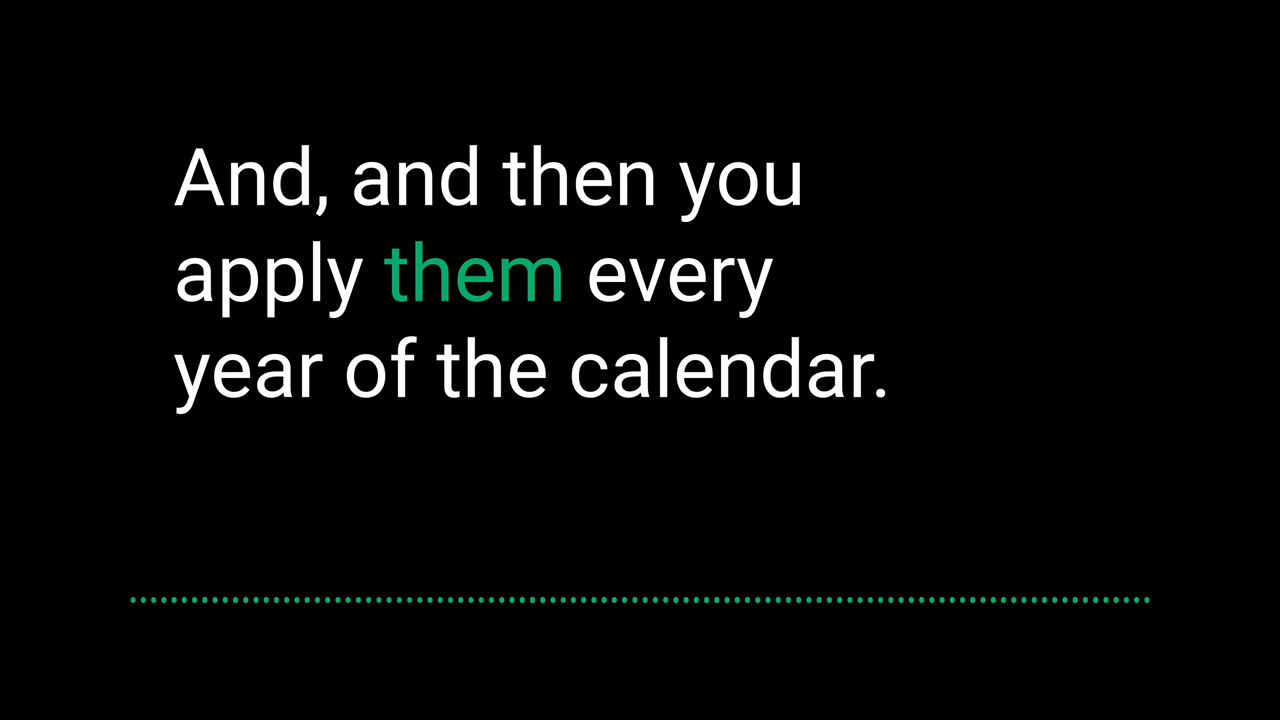 And, and then you
apply them every
year of the calendar.